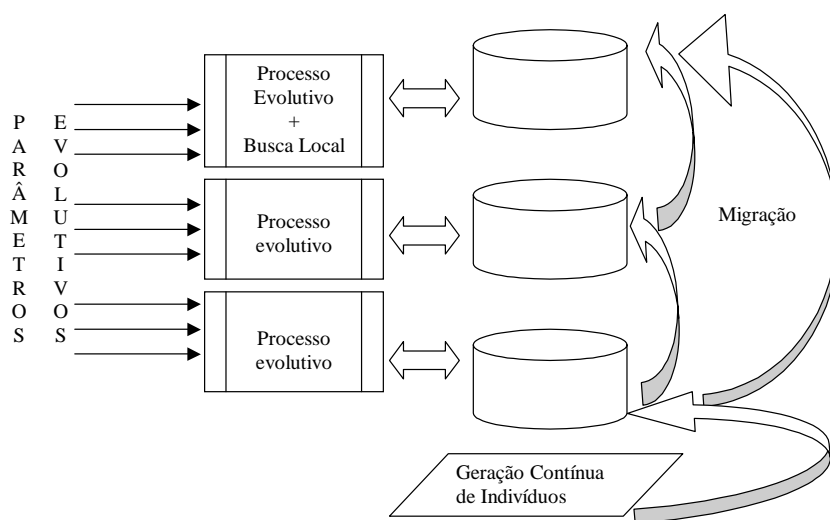 PARÂMETROS
EVOLUTIVOS
Processo
Evolutivo
+
Busca Local
Processo
evolutivo
Processo
evolutivo
Migração
Geração Contínua
de Indivíduos